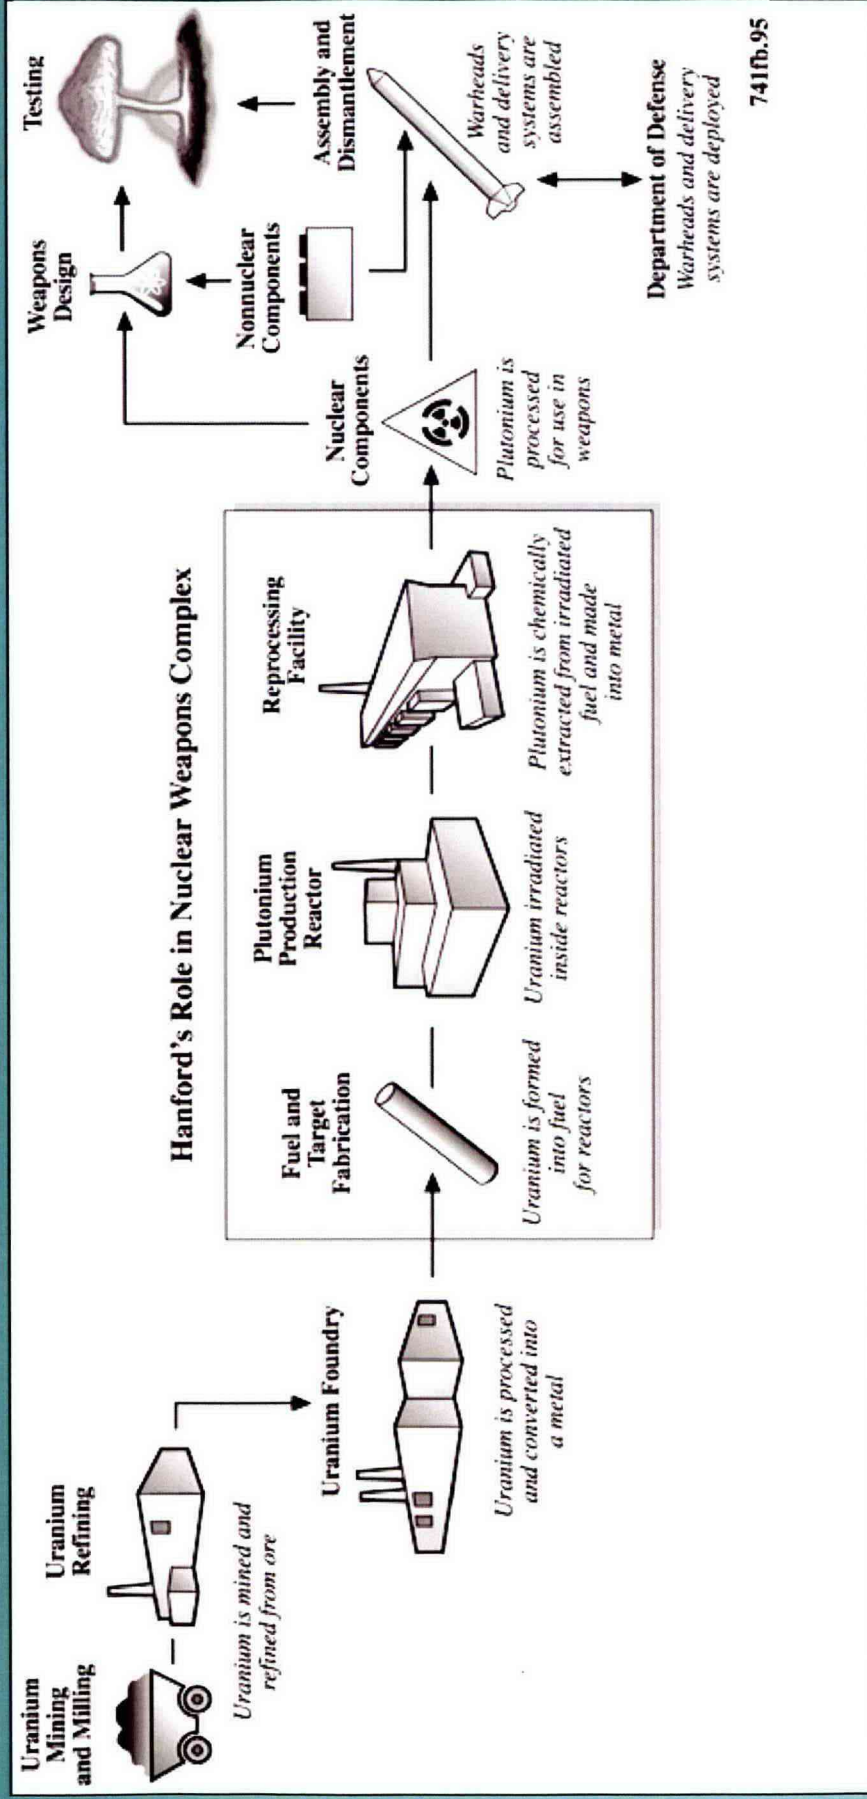 Hanford's Role in Nuclear Weapons Complex
Uranium
Mining
and Milling
Uranium
Refining
Uranium is mined and
refined from ore
Uranium Foundry
Uranium is processed
and converted into
a metal
Fuel and
Target
Fabrication
Uranium is formed
into fuel
for reactors
Plutonium
Production
Reactor
Uranium irradiated
inside reactors
Reprocessing
Facility
Plutonium is chemically
extracted from irradiated
fuel and made
into metal
Nuclear
Components
Plutonium is
processed
for use in
weapons
Weapons
Design
Nonnuclear
Components
Testing
Assembly and
Dismantlement
Warheads
and delivery
systems are
assembled
Department of Defense
Warheads and delivery
systems are deployed
741fb.95